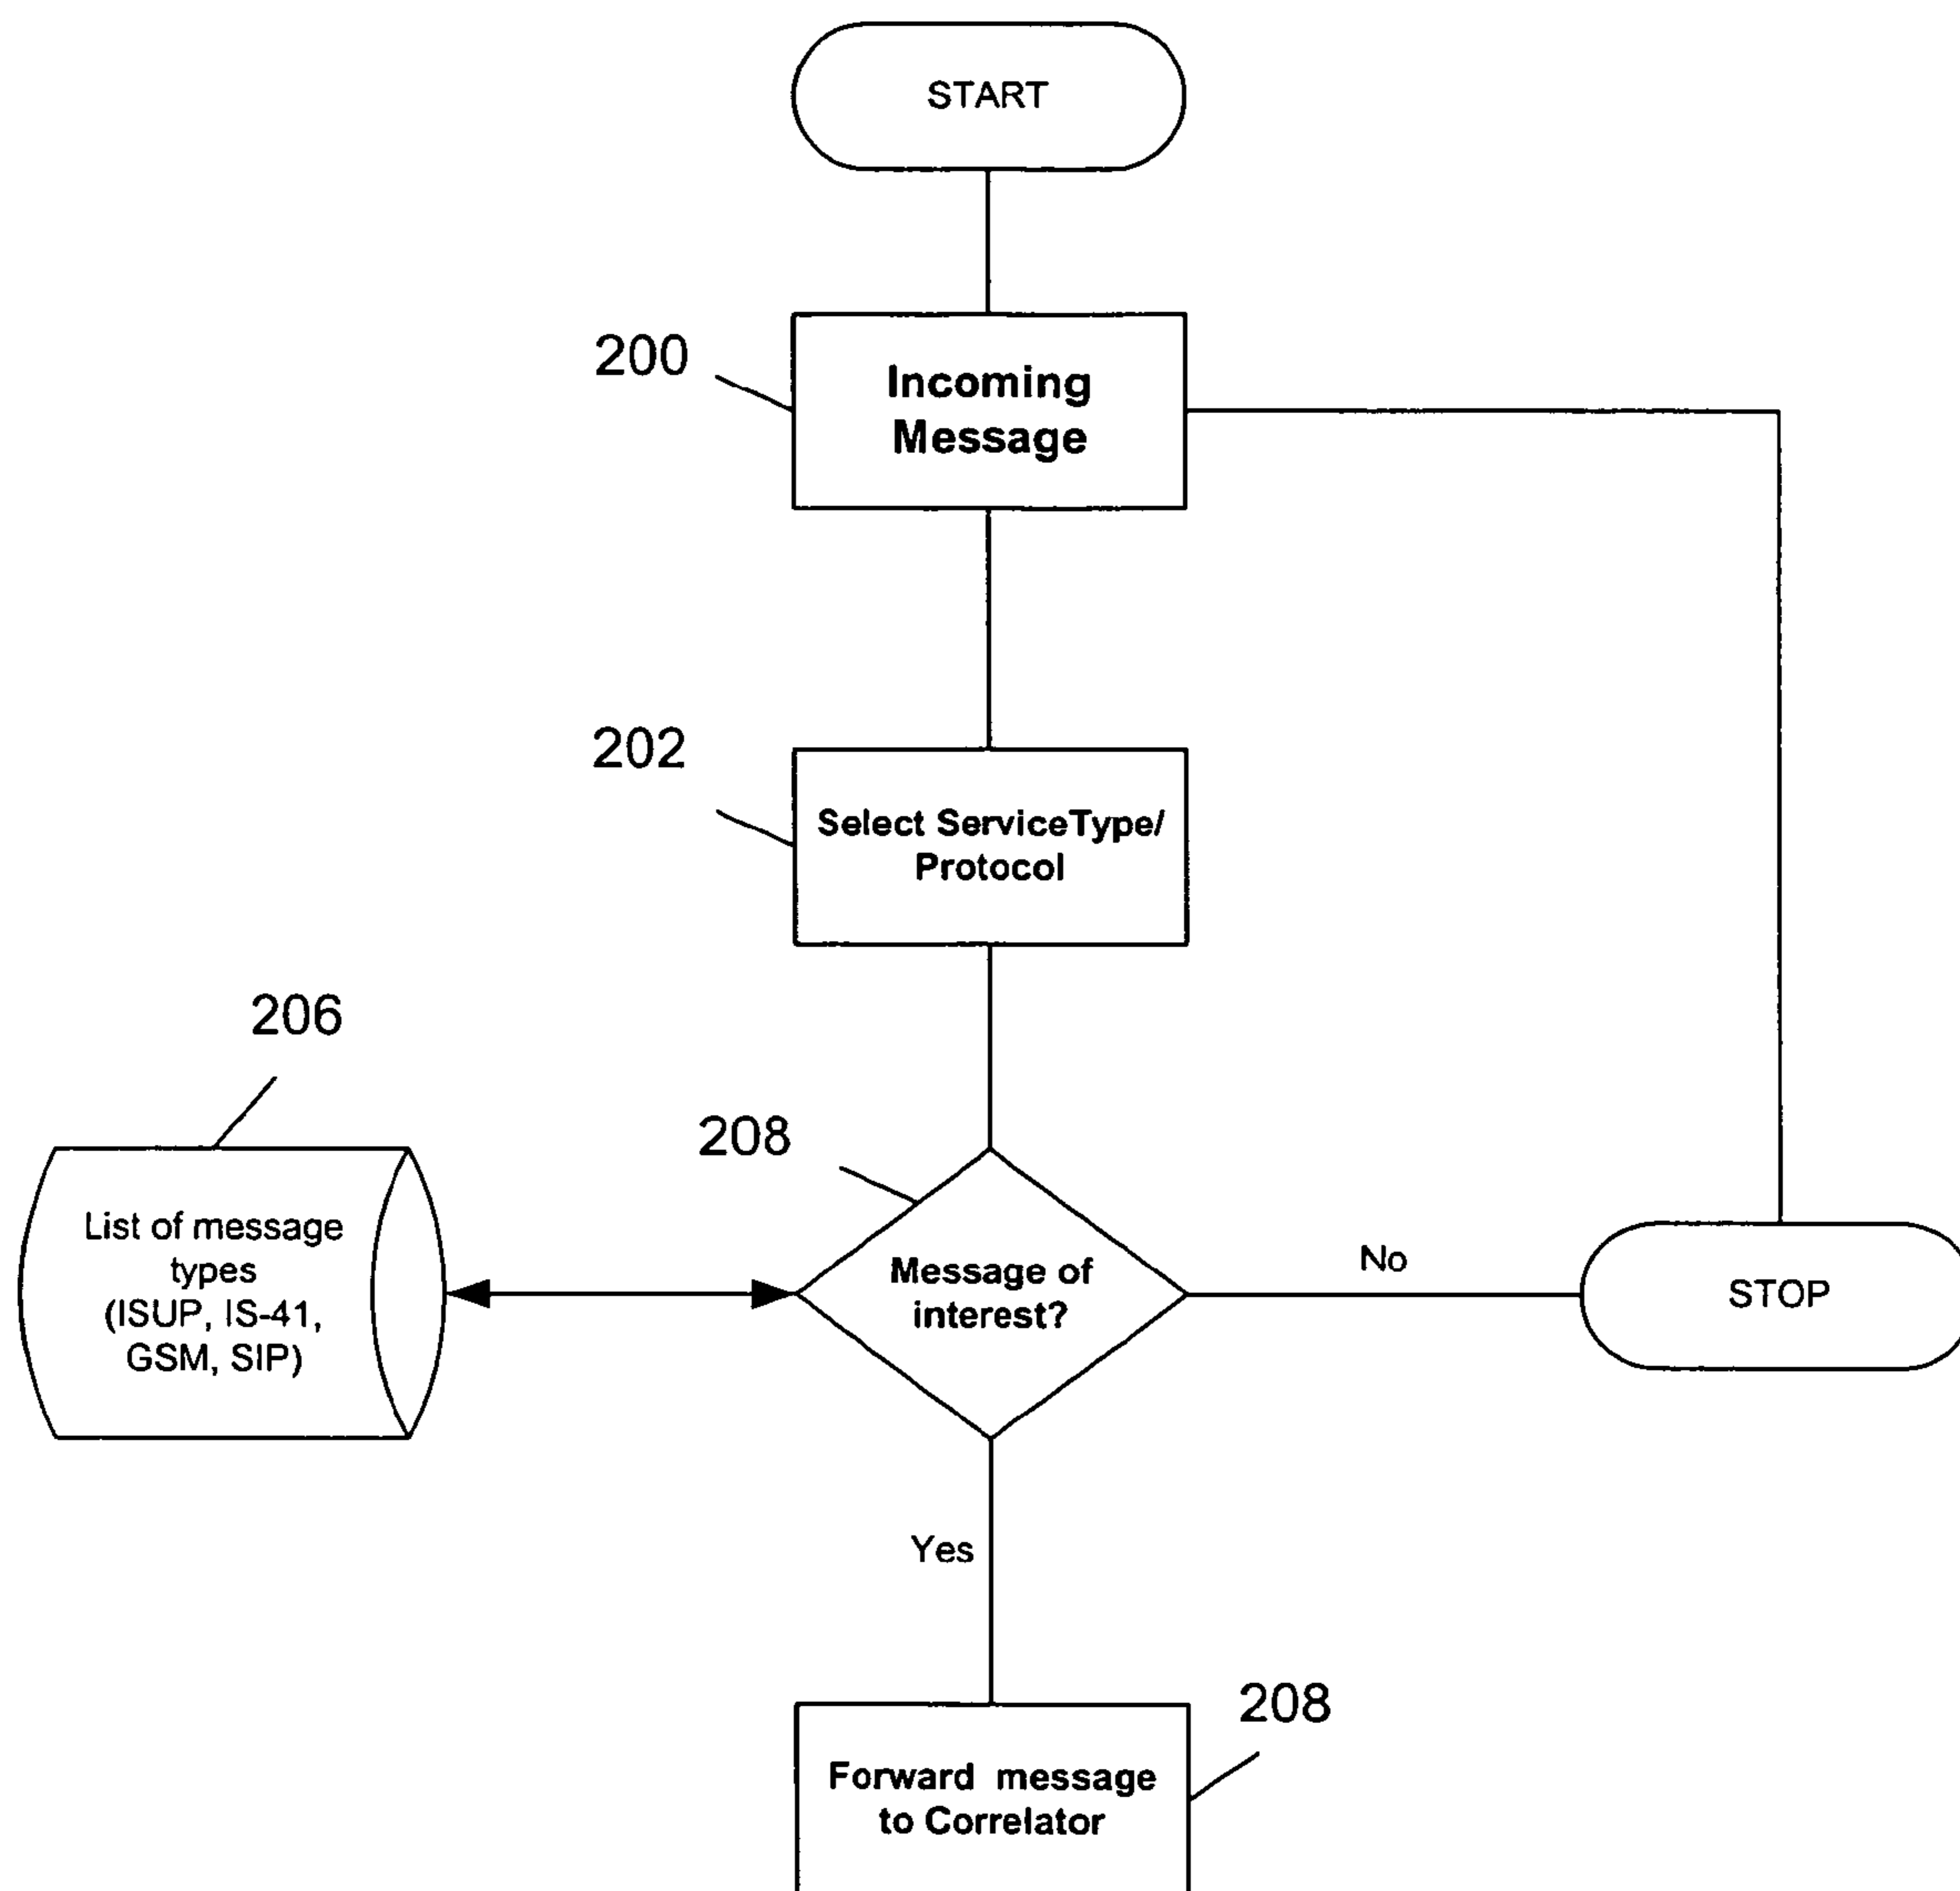 START
200
Incoming
Message
202
Select ServiceType/
Protocol
206
208
List of message
types
(ISUP, IS-41,
GSM, SIP)
Message of
interest?
No
STOP
Yes
208
Forward message
to Correlator